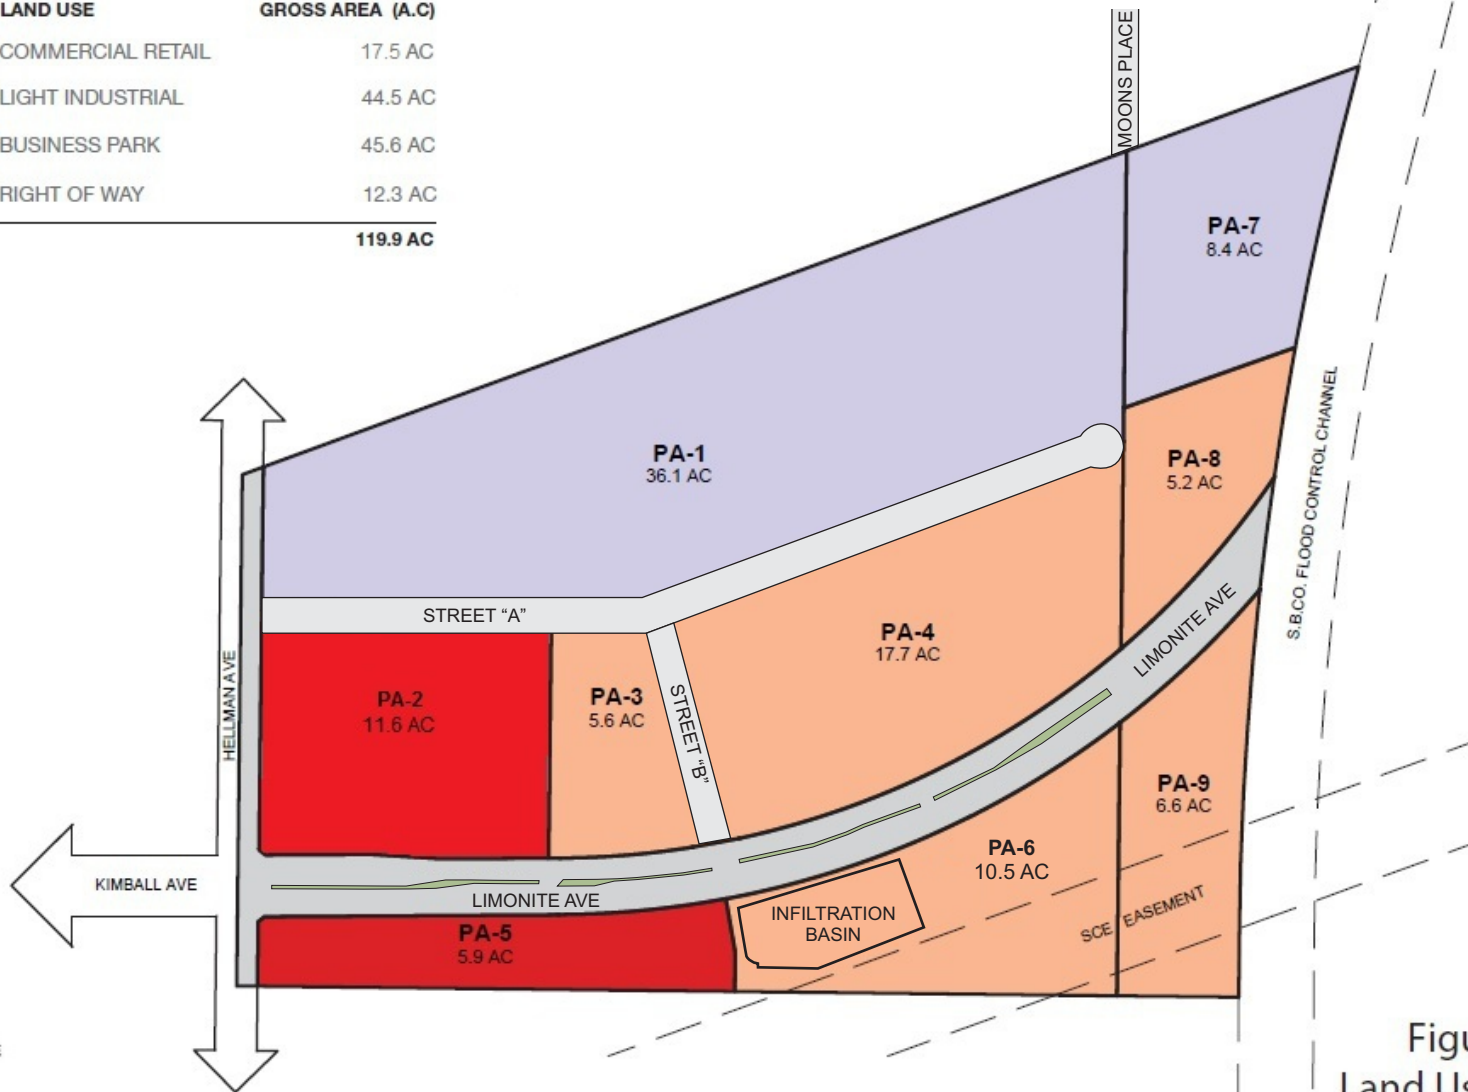 LAND USE GROSS AREA (A.C)
COMMERCIAL RETAIL 17.5 AC
LIGHT INDUSTRIAL 44.5 AC
BUSINESS PARK 45.6 AC
RIGHT OF WAY 12.3 AC
119.9 AC
MOONS PLACE
PA-7
8.4 AC
PA-1
36.1 AC
PA-8
5.2 AC
S.B.CO. FLOOD CONTROL CHANNEL
STREET "A"
PA-4
17.7 AC
LIMONITE AVE
HELLMAN AVE
PA-2
11.6 AC
PA-3
5.6 AC
STREET "B"
PA-9
6.6 AC
PA-6
10.5 AC
KIMBALL AVE
LIMONITE AVE
INFILTRATION
BASIN
SCE EASEMENT
PA-5
5.9 AC
Figu
Land Us